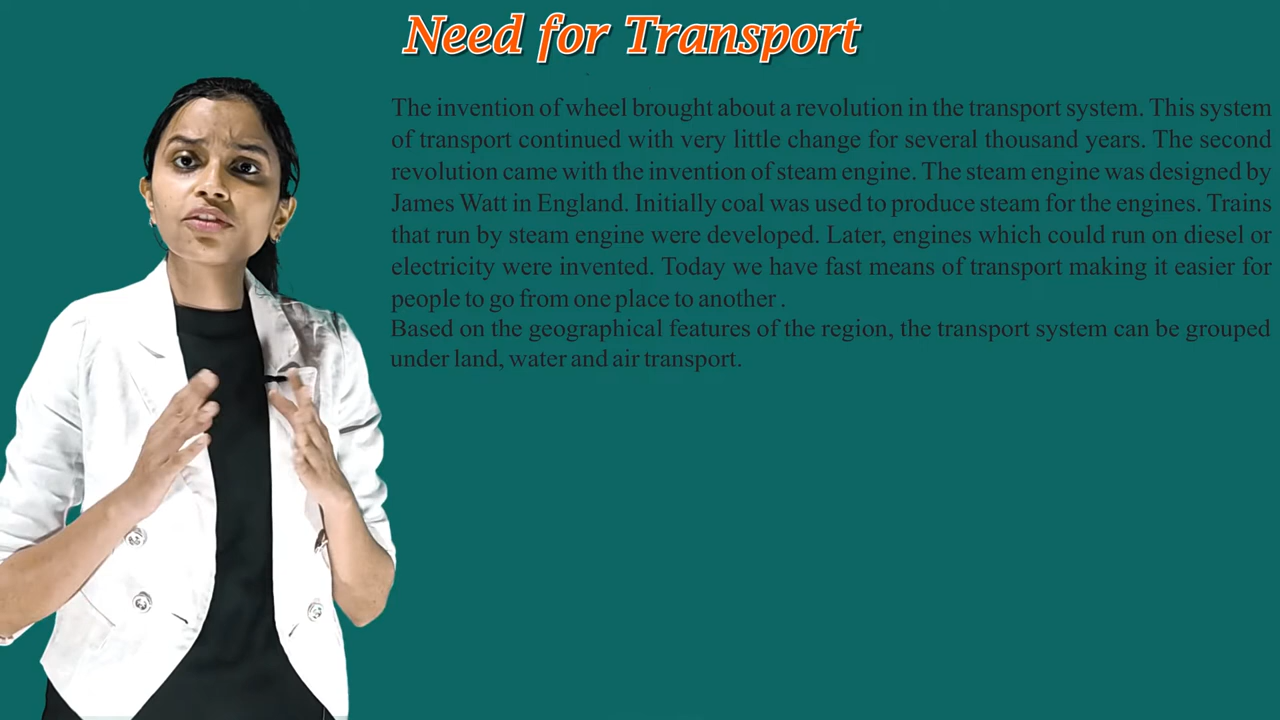 Need for Transport
The invention of wheel brought about a revolution in the transport system. This system
of transport continued with very little change for several thousand years. The second
revolution came with the invention of steam engine. The steam engine was designed by
James Watt in England. Initially coal was used to produce steam for the engines. Trains
that run by steam engine were developed. Later, engines which could run on diesel or
electricity were invented. Today we have fast means of transport making it easier for
people to go from one place to another .
Based on the geographical features of the region, the transport system can be grouped
under land, water and air transport.